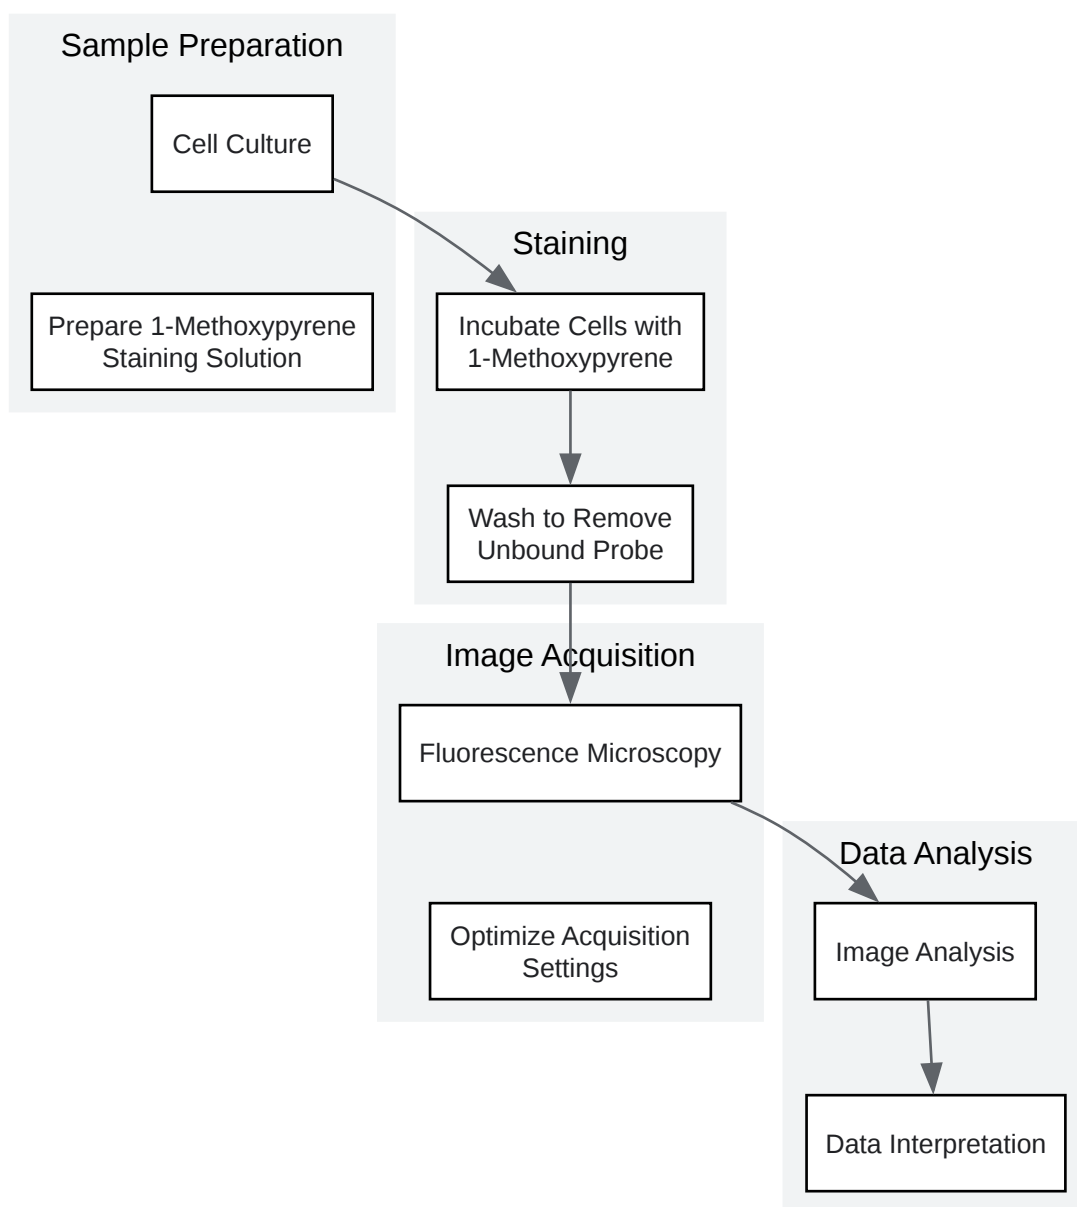 Sample Preparation
Cell Culture
Prepare 1-Methoxypyrene
Staining Solution
Staining
Incubate Cells with
1-Methoxypyrene
Wash to Remove
Unbound Probe
Image Acquisition
Fluorescence Microscopy
Optimize Acquisition
Settings
Data Analysis
Image Analysis
Data Interpretation